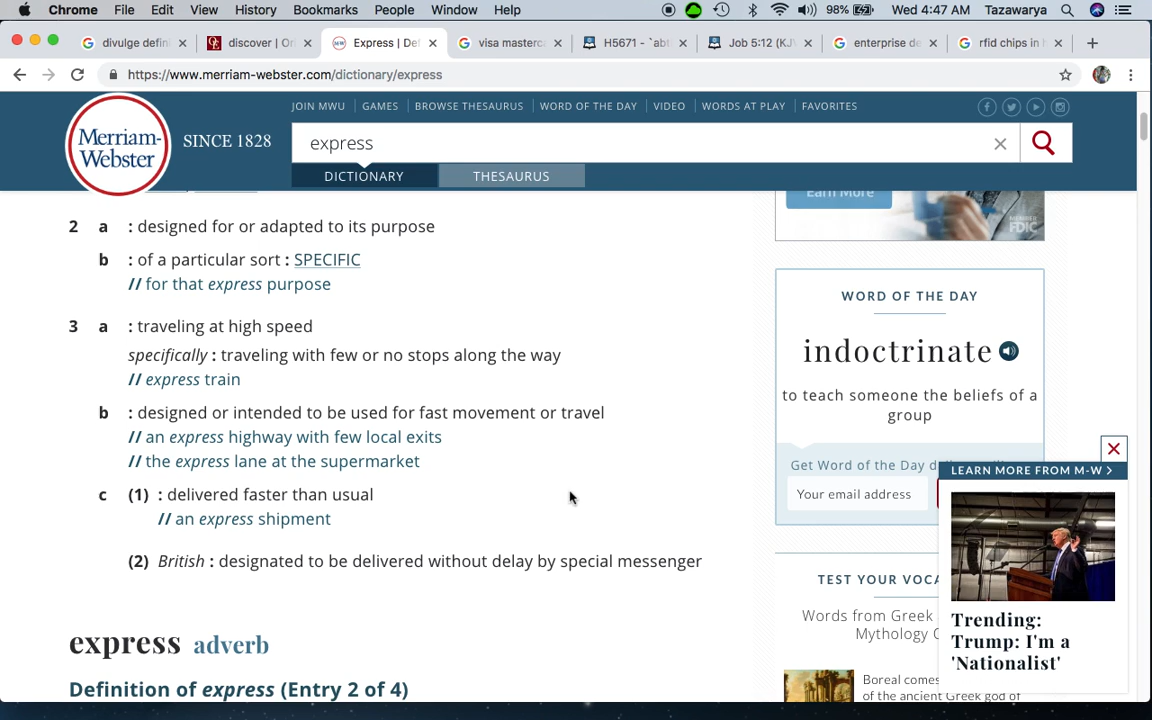 Chrome File Edit View History Bookmarks People Window Help 98% Wed 4:47 AM Tazawarya
divulge defin × discover | Or × Express | Def × visa masterca × H5671 - `abt × Job 5:12 (KJV × enterprise de × rfid chips in h × +
https://www.merriam-webster.com/dictionary/express
JOIN MWU GAMES BROWSE THESAURUS WORD OF THE DAY VIDEO WORDS AT PLAY FAVORITES
Merriam-
Webster
SINCE 1828
express
DICTIONARY THESAURUS
2 a : designed for or adapted to its purpose
b : of a particular sort : SPECIFIC
// for that express purpose
3 a : traveling at high speed
specifically : traveling with few or no stops along the way
// express train
b : designed or intended to be used for fast movement or travel
// an express highway with few local exits
// the express lane at the supermarket
c (1) : delivered faster than usual
// an express shipment
(2) British : designated to be delivered without delay by special messenger
express adverb
Definition of express (Entry 2 of 4)
Learn More
MEMBER
FDIC
WORD OF THE DAY
indoctrinate
to teach someone the beliefs of a
group
Get Word of the Day
Your email address
TEST YOUR VOCA
Words from Greek
Mythology
Boreal comes
of the ancient Greek god of
LEARN MORE FROM M-W >
Trending:
Trump: I'm a
'Nationalist'